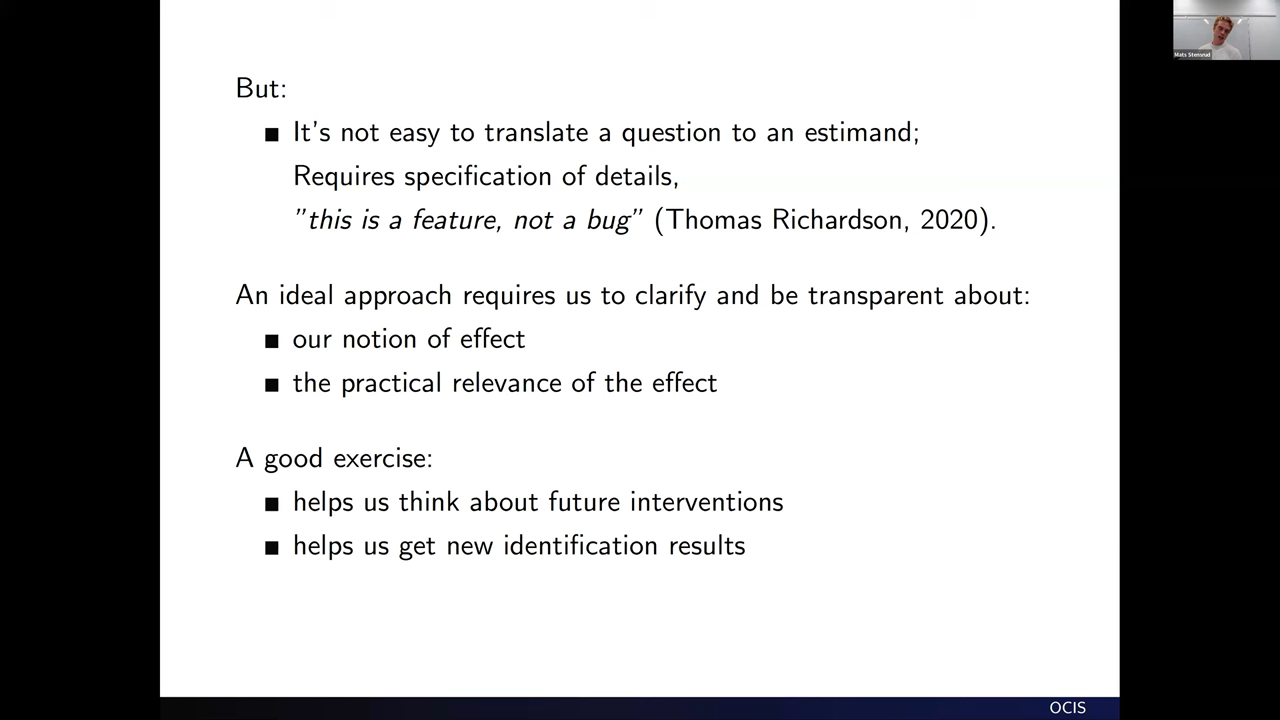 But:
■ It's not easy to translate a question to an estimand;
Requires specification of details,
"this is a feature, not a bug" (Thomas Richardson, 2020).
An ideal approach requires us to clarify and be transparent about:
■ our notion of effect
■ the practical relevance of the effect
A good exercise:
■ helps us think about future interventions
■ helps us get new identification results
OCIS
Mats Stensrud